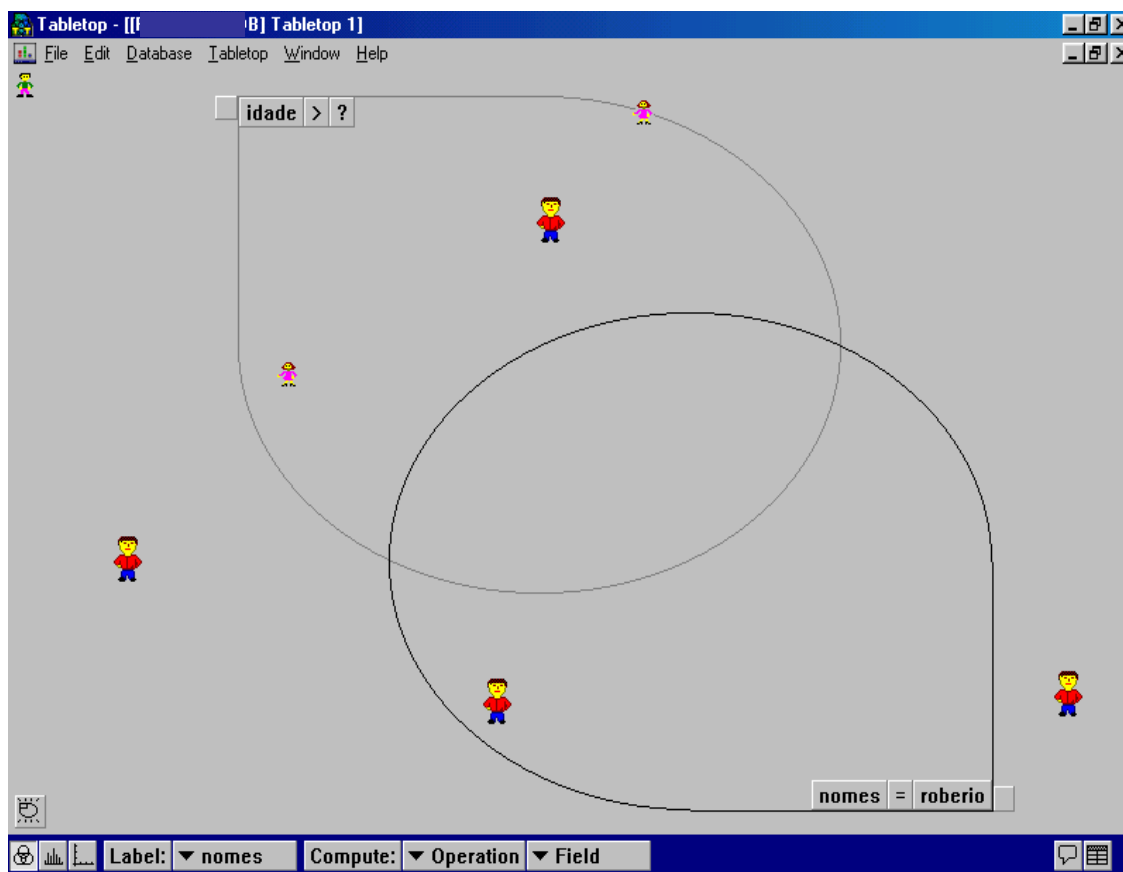 Tabletop - [[F B] Tabletop 1]
File Edit Database Tabletop Window Help
idade > ?
nomes = roberio
Label: nomes Compute: Operation Field